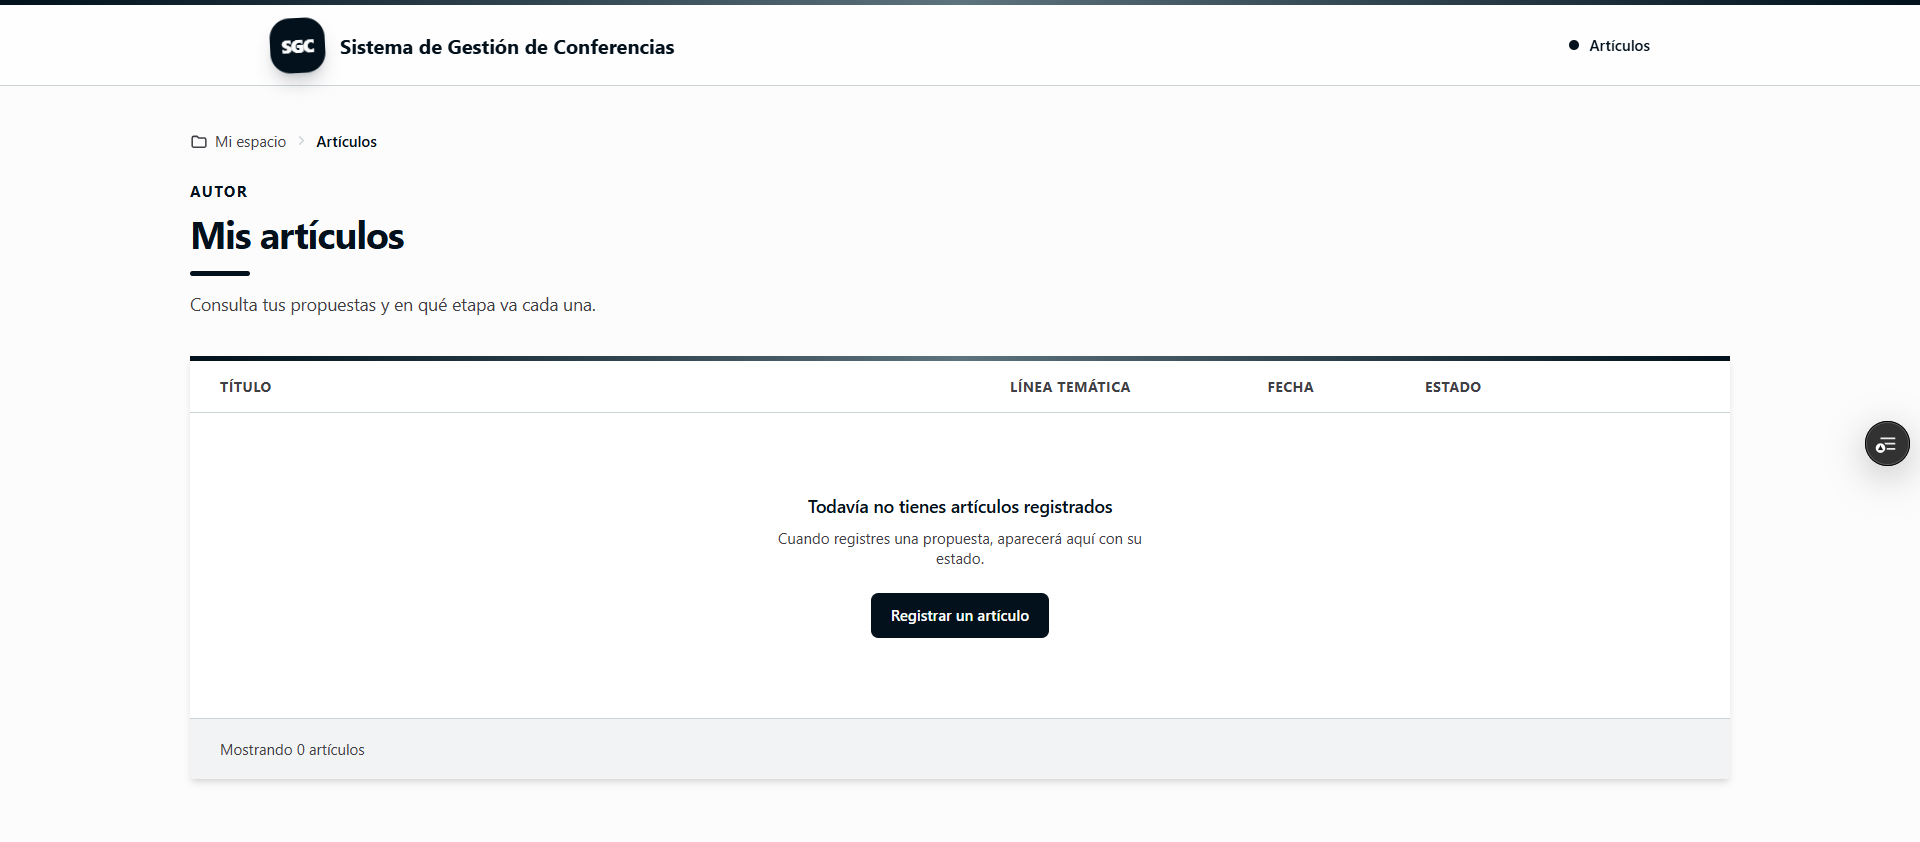 SGC
Sistema de Gestión de Conferencias
Artículos
Mi espacio
Artículos
AUTOR
Mis artículos
Consulta tus propuestas y en qué etapa va cada una.
TÍTULO
LÍNEA TEMÁTICA
FECHA
ESTADO
Todavía no tienes artículos registrados
Cuando registres una propuesta, aparecerá aquí con su
estado.
Registrar un artículo
Mostrando 0 artículos